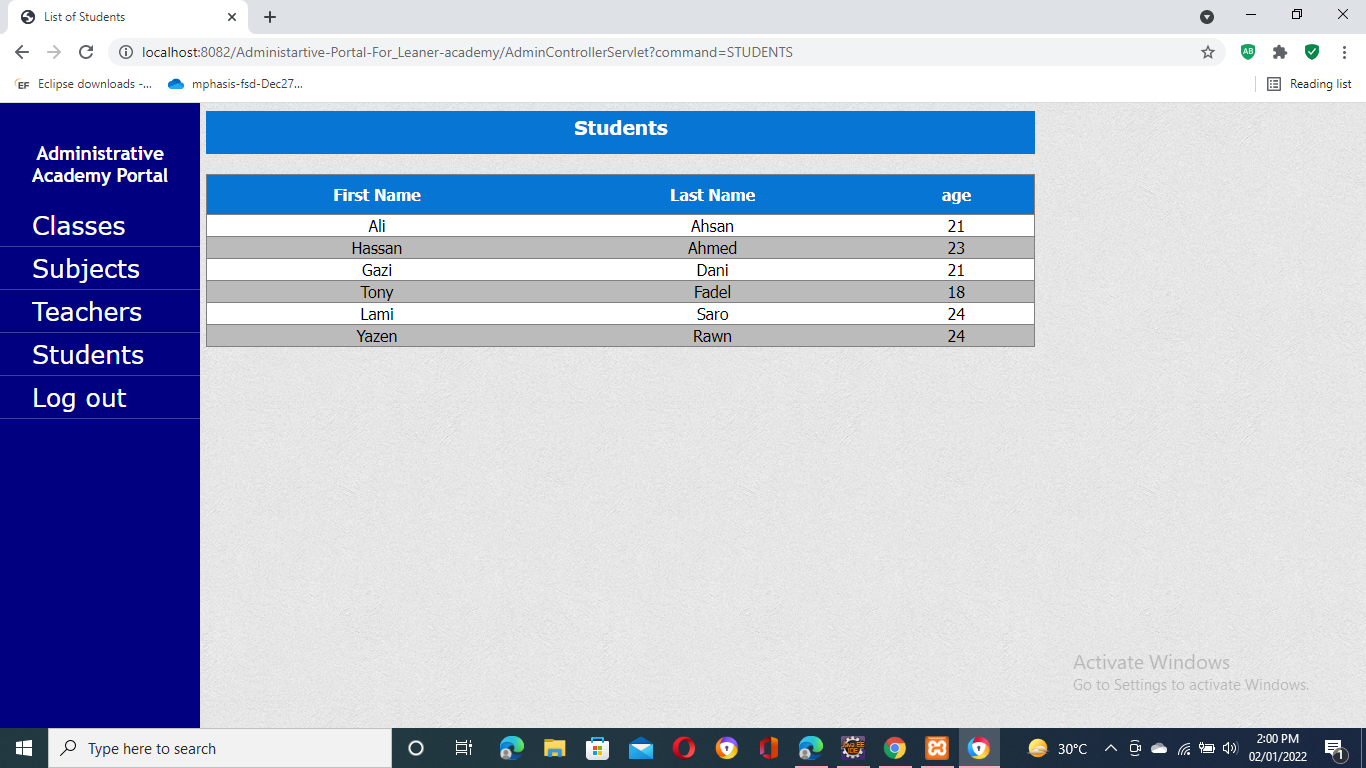 List of Students
localhost:8082/Administartive-Portal-For_Leaner-academy/AdminControllerServlet?command=STUDENTS
AB
EF Eclipse downloads -... mphasis-fsd-Dec27... Reading list
Administrative
Academy Portal
Classes
Subjects
Teachers
Students
Log out
Students
First Name Last Name age
Ali Ahsan 21
Hassan Ahmed 23
Gazi Dani 21
Tony Fadel 18
Lami Saro 24
Yazen Rawn 24
Activate Windows
Go to Settings to activate Windows.
Type here to search
30°C
2:00 PM
02/01/2022
1